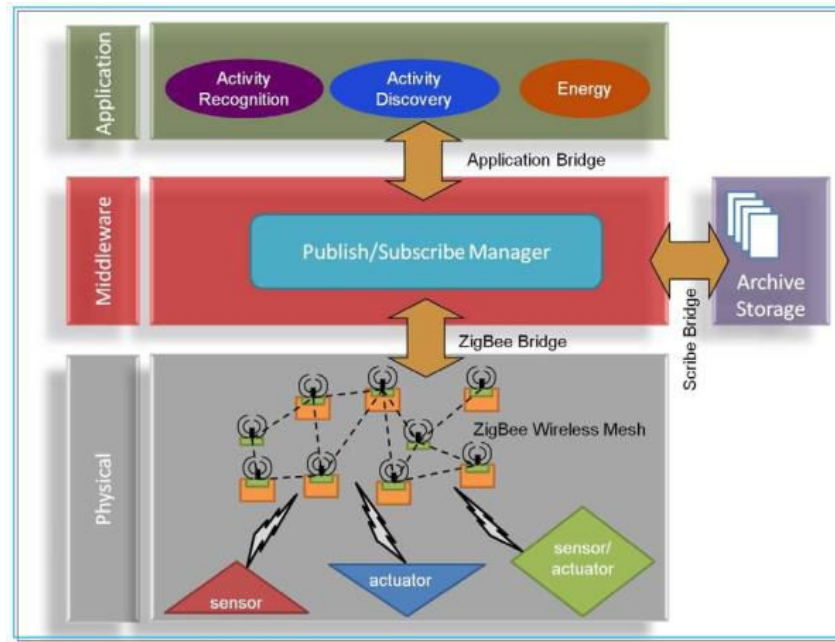 Application
Activity
Recognition
Activity
Discovery
Energy
Application Bridge
Middleware
Publish/Subscribe Manager
Archive
Storage
Scribe Bridge
ZigBee Bridge
Physical
ZigBee Wireless Mesh
sensor
actuator
sensor/
actuator